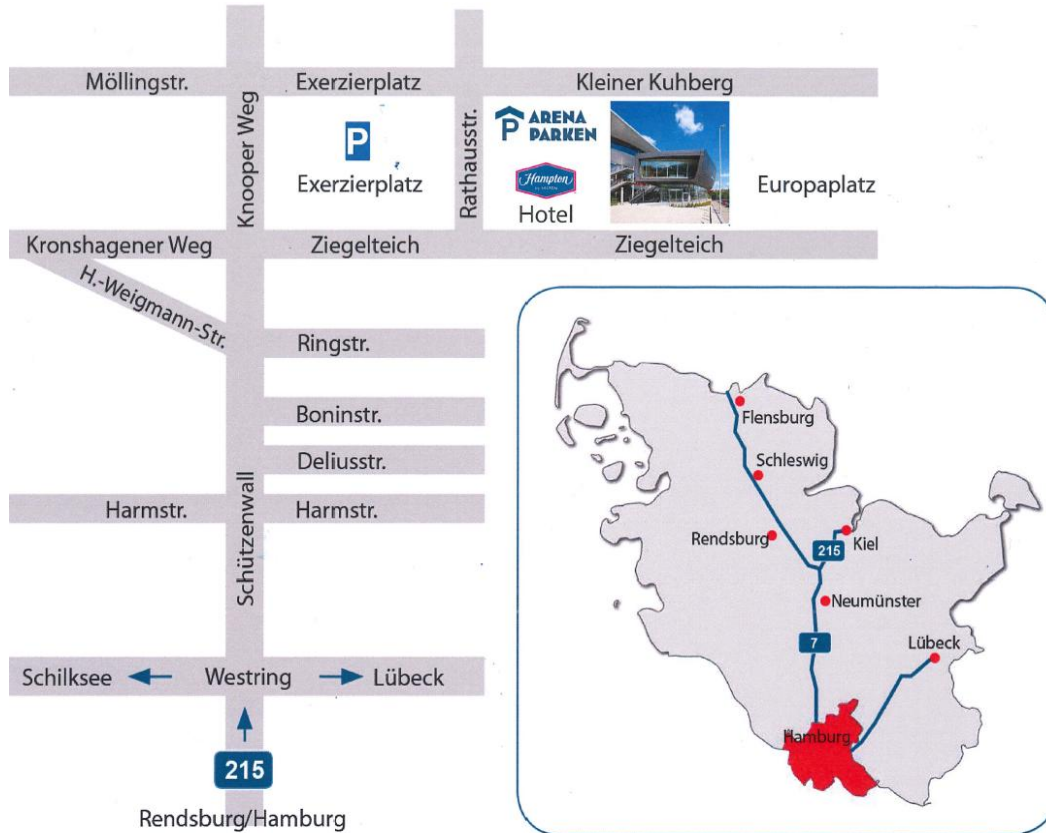 Möllingstr.
Exerzierplatz
Kleiner Kuhberg
Knooper Weg
Rathausstr.
P
Exerzierplatz
P ARENA
PARKEN
Hampton
Hotel
Europaplatz
Kronshagener Weg
Ziegelteich
Ziegelteich
H.-Weigmann-Str.
Ringstr.
Boninstr.
Deliusstr.
Harmstr.
Harmstr.
Schützenwall
Schilksee
Westring
Lübeck
215
Rendsburg/Hamburg
Flensburg
Schleswig
Rendsburg
215
Kiel
Neumünster
7
Lübeck
Hamburg